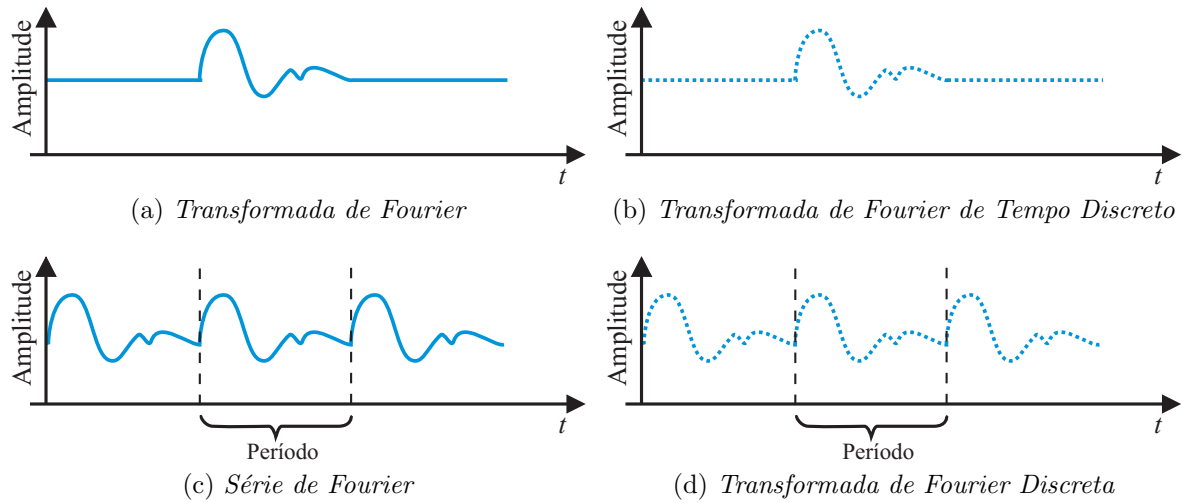 Amplitude
t
(a) Transformada de Fourier
Amplitude
t
(b) Transformada de Fourier de Tempo Discreto
Amplitude
t
Período
(c) Série de Fourier
Amplitude
t
Período
(d) Transformada de Fourier Discreta